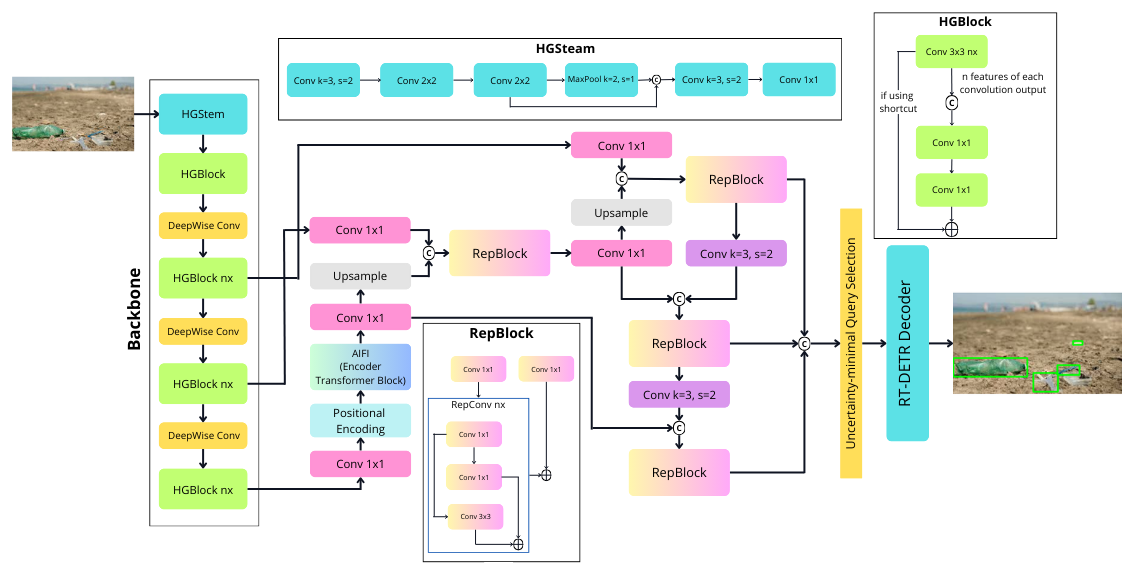 HGSteam
Conv k=3, s=2
Conv 2x2
Conv 2x2
MaxPool k=2, s=1
C
Conv k=3, s=2
Conv 1x1
HGBlock
Conv 3x3 nx
n features of each
convolution output
if using
shortcut
C
Conv 1x1
Conv 1x1
Backbone
HGStem
HGBlock
DeepWise Conv
HGBlock nx
DeepWise Conv
HGBlock nx
DeepWise Conv
HGBlock nx
Conv 1x1
Upsample
Conv 1x1
AIFI
(Encoder
Transformer Block)
Positional
Encoding
Conv 1x1
C
RepBlock
Conv 1x1
C
Upsample
Conv 1x1
RepBlock
Conv k=3, s=2
C
RepBlock
Conv k=3, s=2
C
RepBlock
C
RepBlock
Conv 1x1
Conv 1x1
RepConv nx
Conv 1x1
Conv 1x1
Conv 3x3
Uncertainty-minimal Query Selection
RT-DETR Decoder